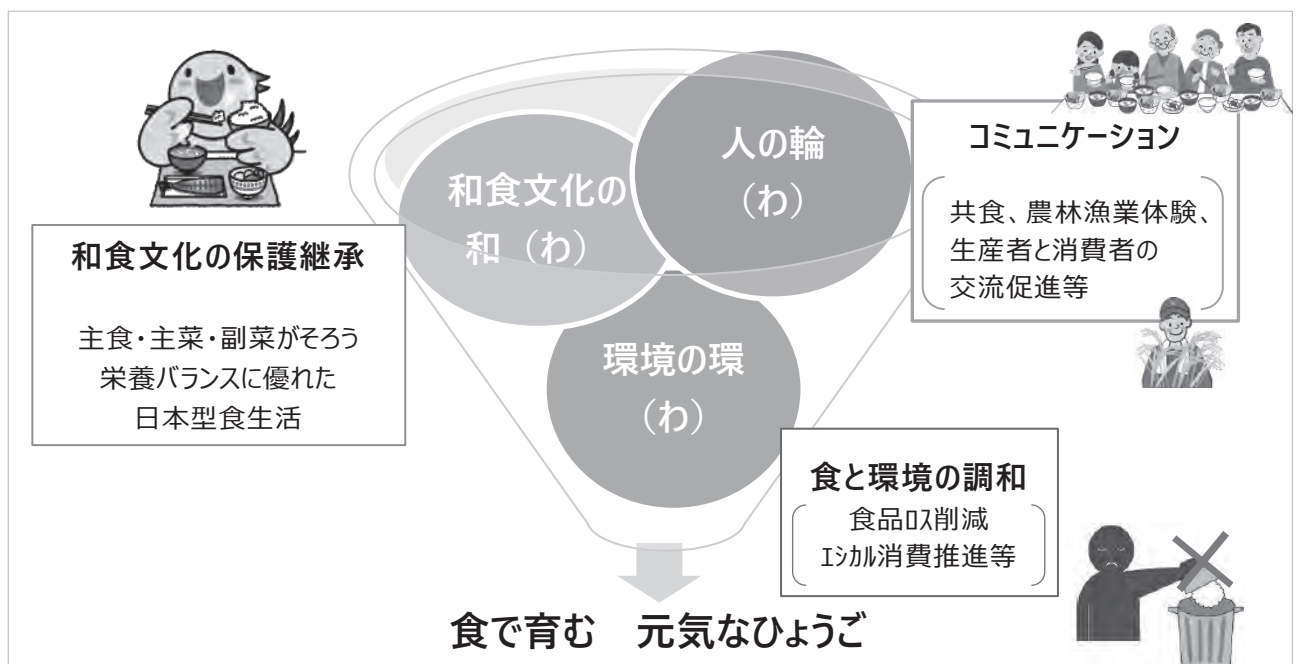 和食文化の
和（わ）
人の輪
（わ）
環境の環
（わ）
和食文化の保護継承
主食・主菜・副菜がそろう
栄養バランスに優れた
日本型食生活
コミュニケーション
共食、農林漁業体験、
生産者と消費者の
交流促進等
食と環境の調和
食品ﾛｽ削減
ｴｼｶﾙ消費推進等
食で育む　元気なひょうご